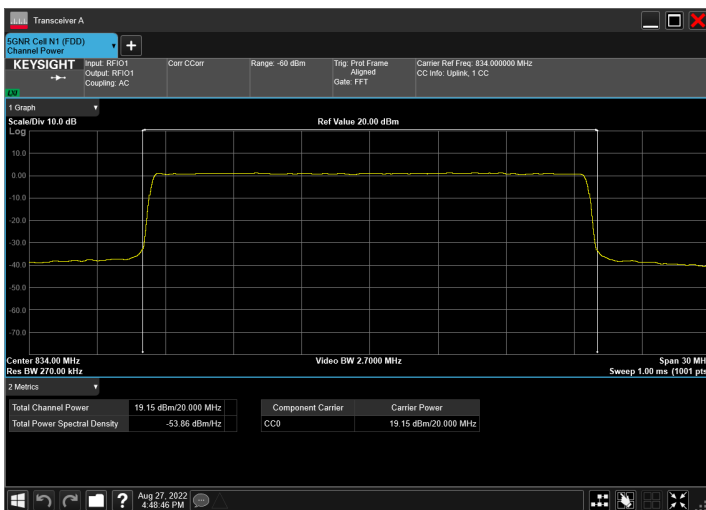 Transceiver A
5GNR Cell N1 (FDD)
Channel Power
KEYSIGHT
Input: RFIO1
Output: RFIO1
Coupling: AC
Corr CCorr
Range: -60 dBm
Trig: Prot Frame
Aligned
Gate: FFT
Carrier Ref Freq: 834.000000 MHz
CC Info: Uplink, 1 CC
LXI
1 Graph
Scale/Div 10.0 dB
Ref Value 20.00 dBm
Log
10.0
0.00
-10.0
-20.0
-30.0
-40.0
-50.0
-60.0
-70.0
Center 834.00 MHz
Video BW 2.7000 MHz
Span 30 MH
Res BW 270.00 kHz
Sweep 1.00 ms (1001 pts
2 Metrics
Total Channel Power 19.15 dBm/20.000 MHz
Total Power Spectral Density -53.86 dBm/Hz
Component Carrier Carrier Power
CC0 19.15 dBm/20.000 MHz
Aug 27, 2022
4:48:46 PM